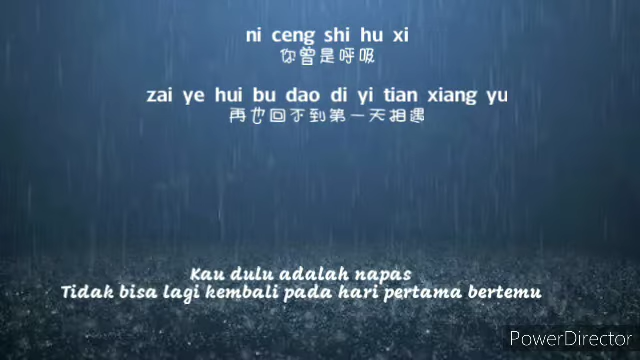 ni ceng shi hu xi
你曾是呼吸
zai ye hui bu dao di yi tian xiang yu
再也回不到第一天相遇
Kau dulu adalah napas
Tidak bisa lagi kembali pada hari pertama bertemu
PowerDirector